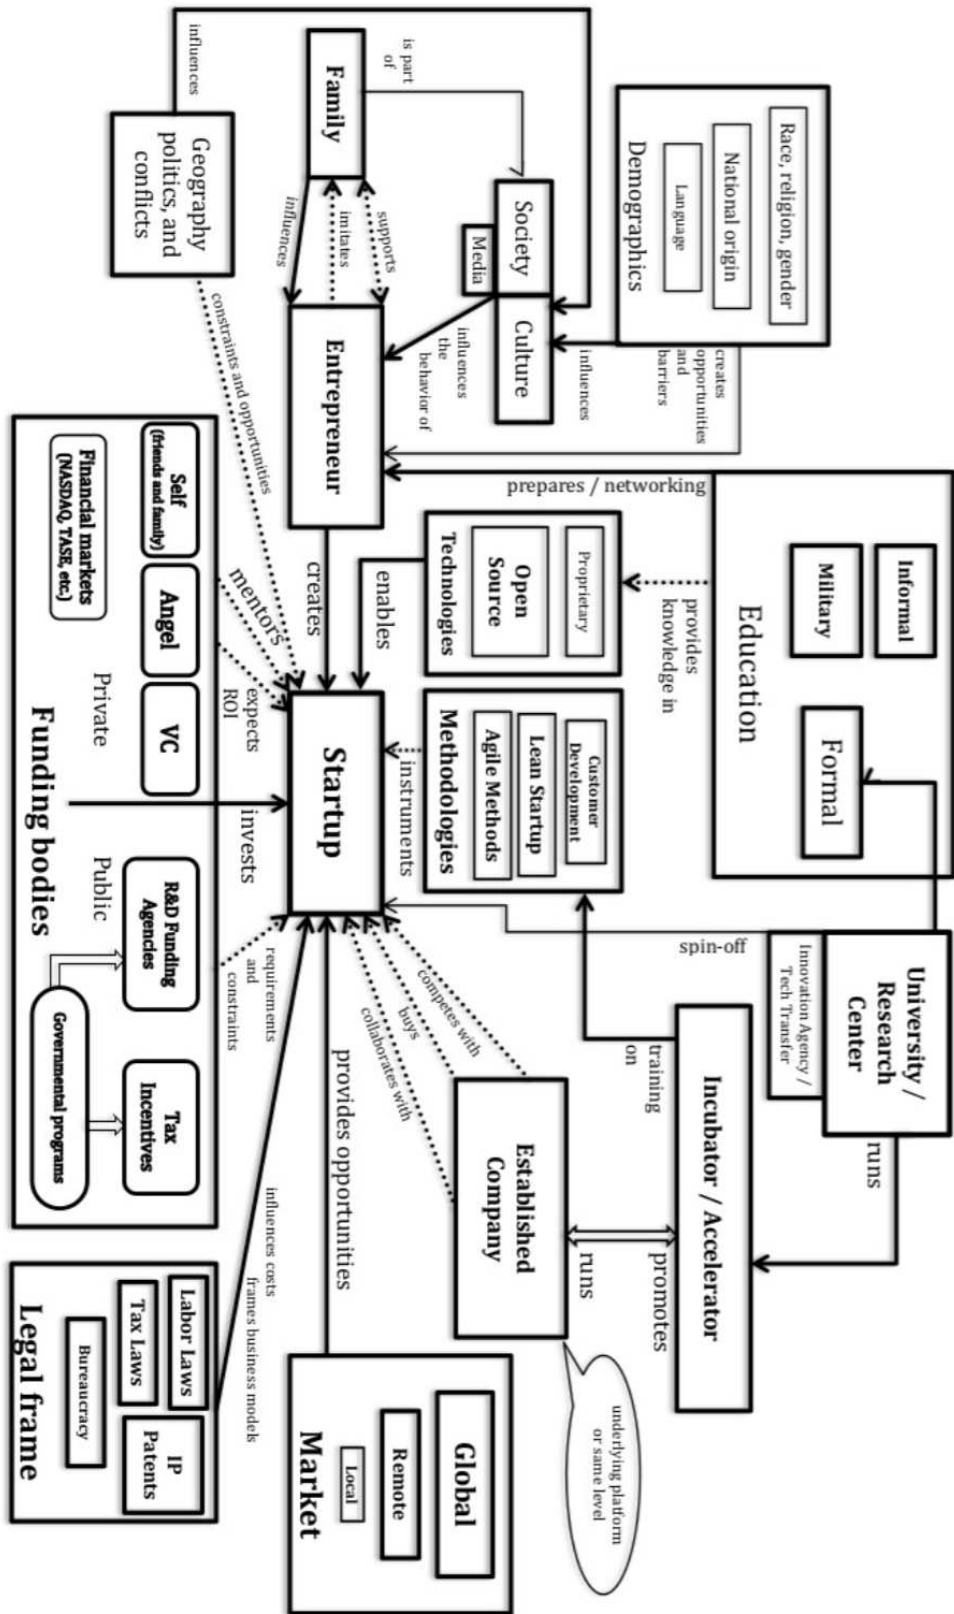 Race, religion, gender
National origin
Language
Demographics
creates
opportunities
and
barriers
influences
is part
of
Society
Culture
Media
influences
the
behavior of
Family
supports
imitates
influences
Entrepreneur
influences
Geography
politics, and
conflicts
constraints and opportunities
Informal
Military
Formal
Education
prepares / networking
provides
knowledge in
Proprietary
Open
Source
Technologies
enables
Customer
Development
Lean Startup
Agile Methods
Methodologies
instruments
creates
Startup
University /
Research
Center
Innovation Agency /
Tech Transfer
spin-off
runs
Incubator / Accelerator
training
on
promotes
runs
Established
Company
underlying platform
or same level
competes with
buys
collaborates with
Global
Remote
Local
Market
provides opportunities
mentors
expects
ROI
invests
requirements
and
constraints
influences costs
frames business models
Self
(friends and family)
Angel
VC
Financial markets
(NASDAQ, TASE, etc.)
Private
Public
R&D Funding
Agencies
Tax
Incentives
Governmental programs
Funding bodies
Labor Laws
Tax Laws
IP
Patents
Bureaucracy
Legal frame